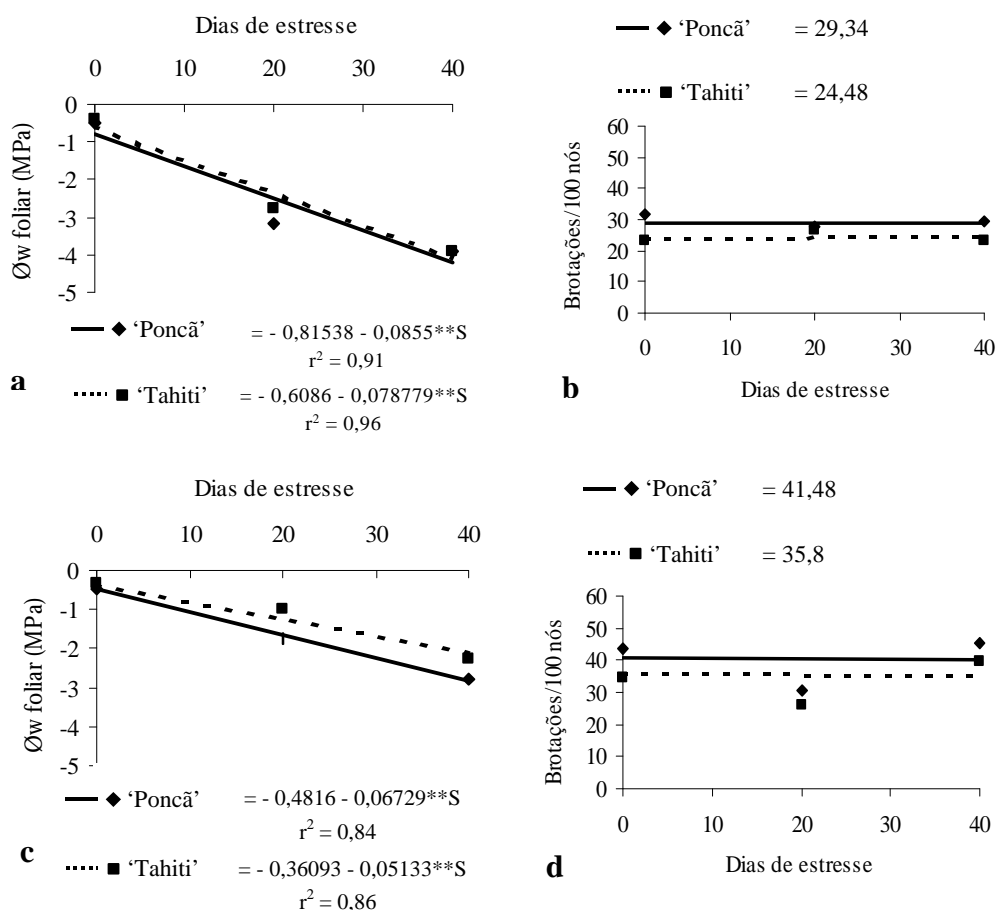 Dias de estresse
0 10 20 30 40
0
-1
-2
-3
-4
-5
Øw foliar (MPa)
‘Poncã’ = - 0,81538 - 0,0855**S
r² = 0,91
‘Tahiti’ = - 0,6086 - 0,078779**S
r² = 0,96
a
‘Poncã’ = 29,34
‘Tahiti’ = 24,48
60
50
40
30
20
10
0
Brotações/100 nós
0 10 20 30 40
Dias de estresse
b
Dias de estresse
0 10 20 30 40
0
-1
-2
-3
-4
-5
Øw foliar (MPa)
‘Poncã’ = - 0,4816 - 0,06729**S
r² = 0,84
‘Tahiti’ = - 0,36093 - 0,05133**S
r² = 0,86
c
‘Poncã’ = 41,48
‘Tahiti’ = 35,8
60
50
40
30
20
10
0
Brotações/100 nós
0 10 20 30 40
Dias de estresse
d